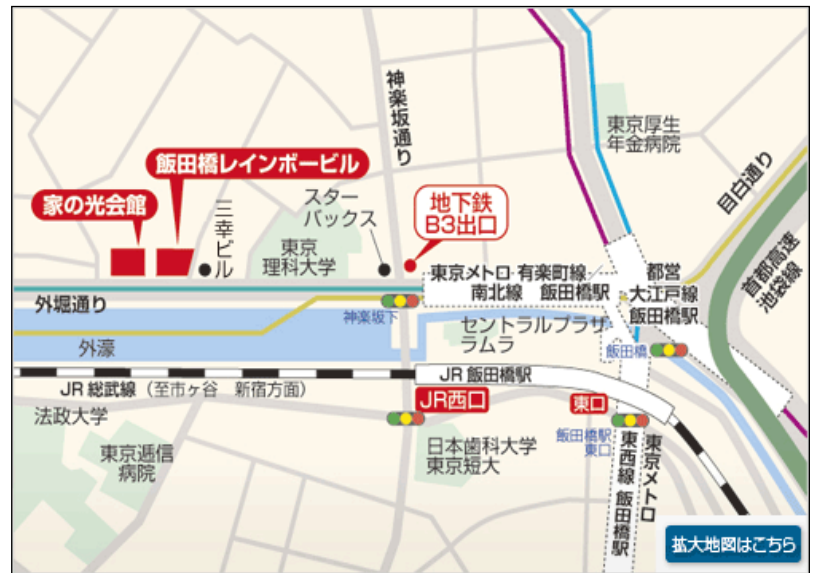 神楽坂通り
東京厚生
年金病院
目白通り
飯田橋レインボービル
家の光会館
三幸ビル
スター
バックス
地下鉄
B3出口
東京
理科大学
首都高速
池袋線
東京メトロ 有楽町線
南北線 飯田橋駅
都営
大江戸線
飯田橋駅
外堀通り
神楽坂下
セントラルプラザ
ラムラ
飯田橋
外濠
JR 飯田橋駅
JR 総武線（至市ヶ谷 新宿方面）
JR西口
東口
法政大学
東京逓信
病院
日本歯科大学
東京短大
飯田橋駅
東口
東京メトロ
東西線 飯田橋駅
拡大地図はこちら